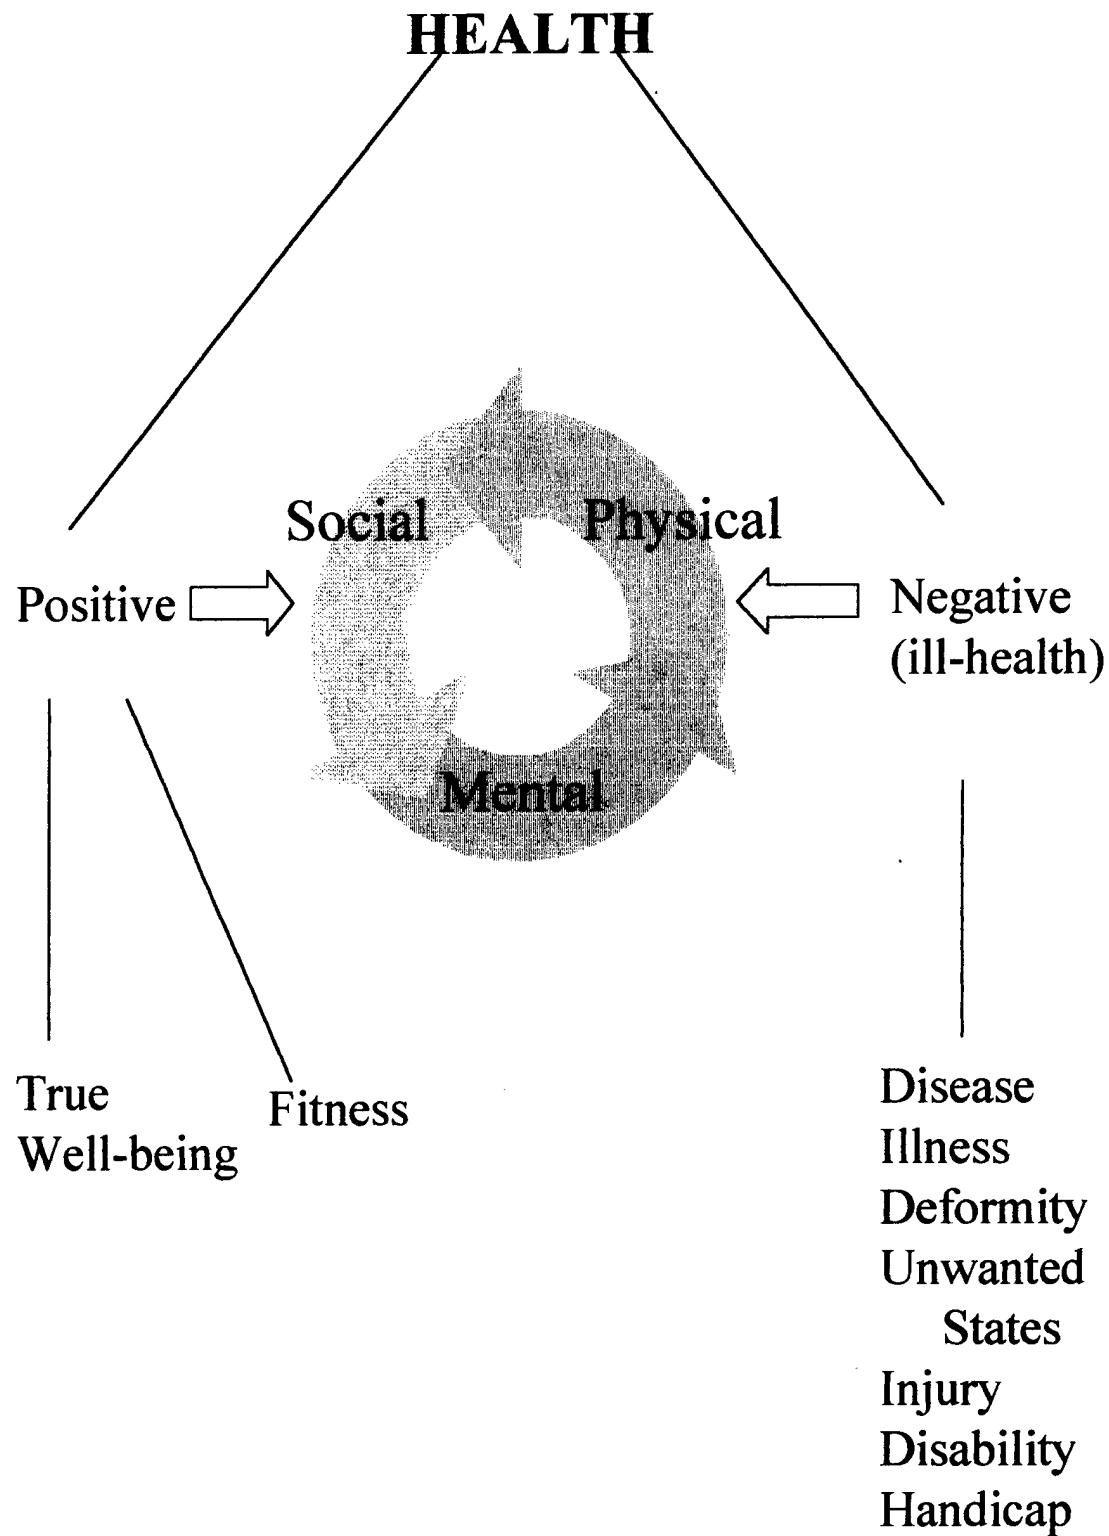 HEALTH
Social
Physical
Positive
Negative
(ill-health)
Mental
True
Well-being
Fitness
Disease
Illness
Deformity
Unwanted
States
Injury
Disability
Handicap